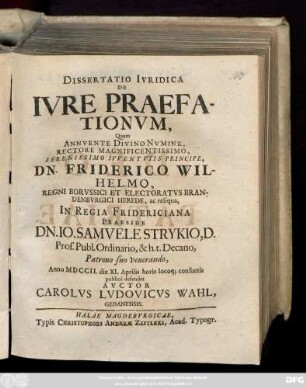 DISSERTATIO IVRIDICA
DE
IVRE PRAEFA-
TIONVM,
Quam
ANNVENTE DIVINO NVMINE,
RECTORE MAGNIFICENTISSIMO,
SERENISSIMO IVVENTVTIS PRINCIPE,
DN. FRIDERICO WIL-
HELMO,
REGNI BORVSSICI ET ELECTORATVS BRAN-
DENBVRGICI HEREDE, ac reliqua,
IN REGIA FRIDERICIANA
PRAESIDE
DN. IO. SAMVELE STRYKIO, D.
Prof. Publ. Ordinario, & h. t. Decano,
Patrono suo venerando,
Anno MDCCII. die XI. Aprilis horis locoq; consuetis
publicè defendet
AVCTOR
CAROLVS LVDOVICVS WAHL,
GEDANENSIS.
HALAE MAGDEBVRGICAE,
Typis CHRISTOPHORI ANDREAE ZEITLERI, Acad. Typogr.